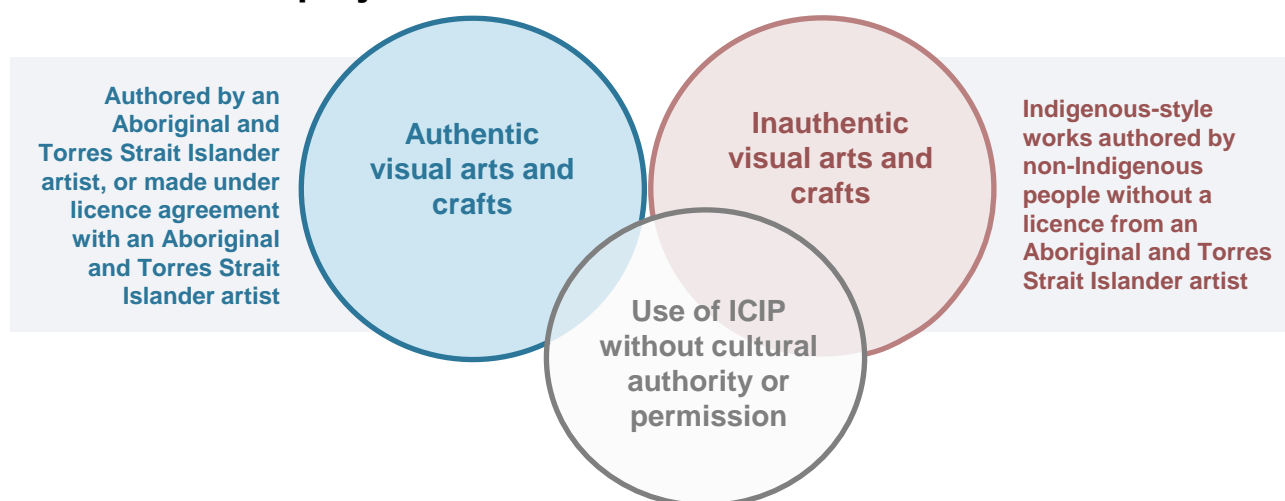 Authored by an
Aboriginal and
Torres Strait Islander
artist, or made under
licence agreement
with an Aboriginal
and Torres Strait
Islander artist
Authentic
visual arts and
crafts
Inauthentic
visual arts and
crafts
Indigenous-style
works authored by
non-Indigenous
people without a
licence from an
Aboriginal and Torres
Strait Islander artist
Use of ICIP
without cultural
authority or
permission